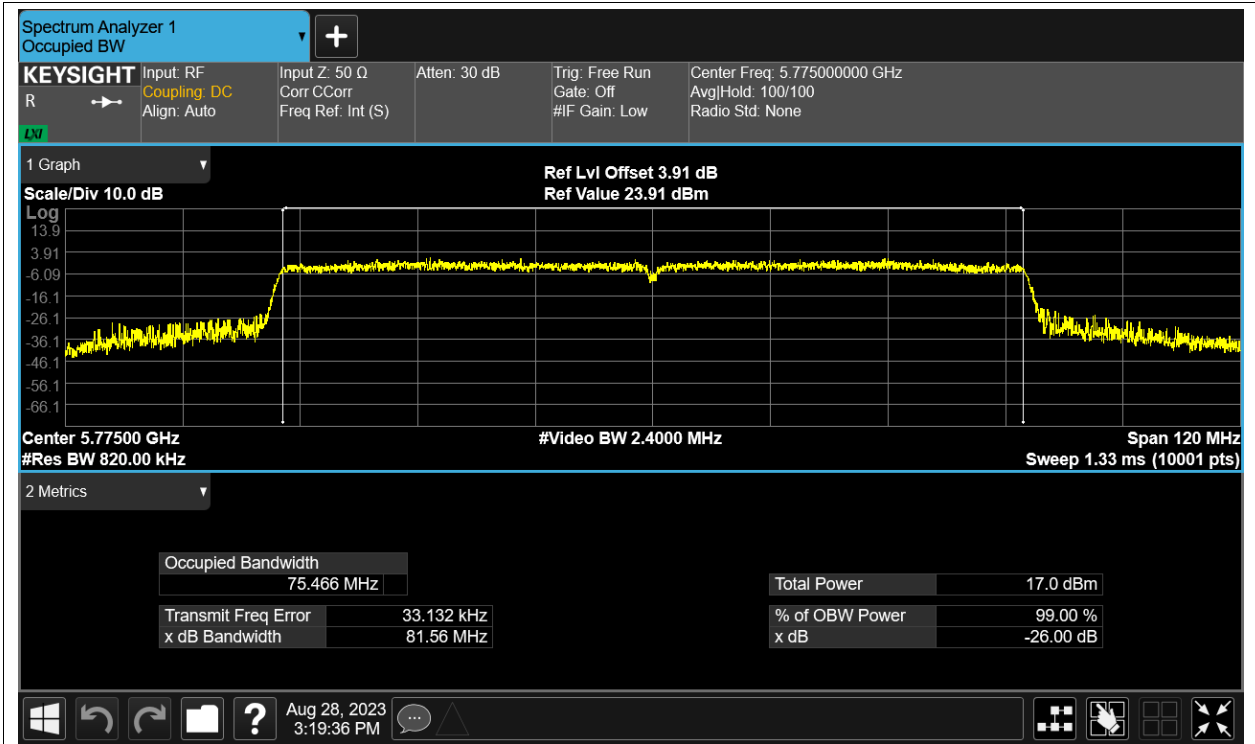 Spectrum Analyzer 1
Occupied BW
KEYSIGHT
R
LXI
Input: RF
Coupling: DC
Align: Auto
Input Z: 50 Ω
Corr CCorr
Freq Ref: Int (S)
Atten: 30 dB
Trig: Free Run
Gate: Off
#IF Gain: Low
Center Freq: 5.775000000 GHz
Avg|Hold: 100/100
Radio Std: None
1 Graph
Scale/Div 10.0 dB
Ref Lvl Offset 3.91 dB
Ref Value 23.91 dBm
Log
13.9
3.91
-6.09
-16.1
-26.1
-36.1
-46.1
-56.1
-66.1
Center 5.77500 GHz
#Video BW 2.4000 MHz
Span 120 MHz
#Res BW 820.00 kHz
Sweep 1.33 ms (10001 pts)
2 Metrics
Occupied Bandwidth
75.466 MHz
Transmit Freq Error 33.132 kHz
x dB Bandwidth 81.56 MHz
Total Power 17.0 dBm
% of OBW Power 99.00 %
x dB -26.00 dB
?
Aug 28, 2023
3:19:36 PM